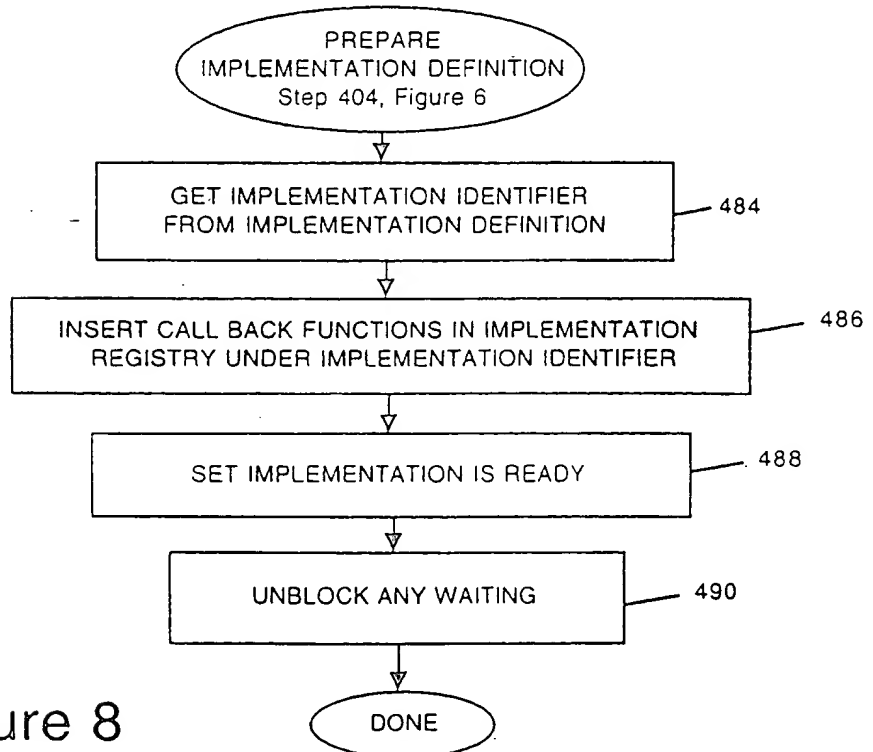 PREPARE
IMPLEMENTATION DEFINITION
Step 404, Figure 6
GET IMPLEMENTATION IDENTIFIER
FROM IMPLEMENTATION DEFINITION
484
INSERT CALL BACK FUNCTIONS IN IMPLEMENTATION
REGISTRY UNDER IMPLEMENTATION IDENTIFIER
486
SET IMPLEMENTATION IS READY
488
UNBLOCK ANY WAITING
490
DONE
ure 8